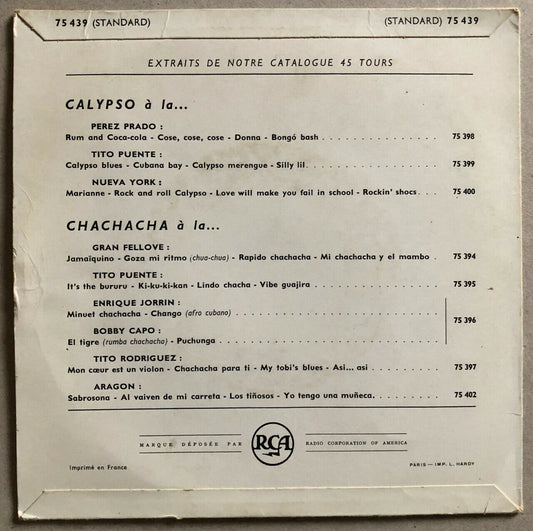 75 439 (STANDARD)
(STANDARD) 75 439
EXTRAITS DE NOTRE CATALOGUE 45 TOURS
CALYPSO à la...
PEREZ PRADO :
Rum and Coca-cola - Cose, cose, cose - Donna - Bongó bash . . . . . . . . . . . . . . 75 398
TITO PUENTE :
Calypso blues - Cubana bay - Calypso merengue - Silly lil. . . . . . . . . . . . . . . . 75 399
NUEVA YORK :
Marianne - Rock and roll Calypso - Love will make you fail in school - Rockin' shocs. . . . 75 400
CHACHACHA à la...
GRAN FELLOVE :
Jamaïquino - Goza mi ritmo (chua-chua) - Rapido chachacha - Mi chachacha y el mambo . 75 394
TITO PUENTE :
It's the bururu - Ki-ku-ki-kan - Lindo chacha - Vibe guajira . . . . . . . . . . . . . . . 75 395
ENRIQUE JORRIN :
Minuet chachacha - Chango (afro cubano) . . . . . . . . . . . . . . . . . . . . . . . .
75 396
BOBBY CAPO :
El tigre (rumba chachacha) - Puchunga . . . . . . . . . . . . . . . . . . . . . . . . .
TITO RODRIGUEZ :
Mon cœur est un violon - Chachacha para ti - My tobi's blues - Asi... asi . . . . . . . . . 75 397
ARAGON :
Sabrosona - Al vaiven de mi carreta - Los tiñosos - Yo tengo una muñeca. . . . . . . . . 75 402
MARQUE DÉPOSÉE PAR RCA RADIO CORPORATION OF AMERICA
Imprimé en France
PARIS — IMP. L. HARDY